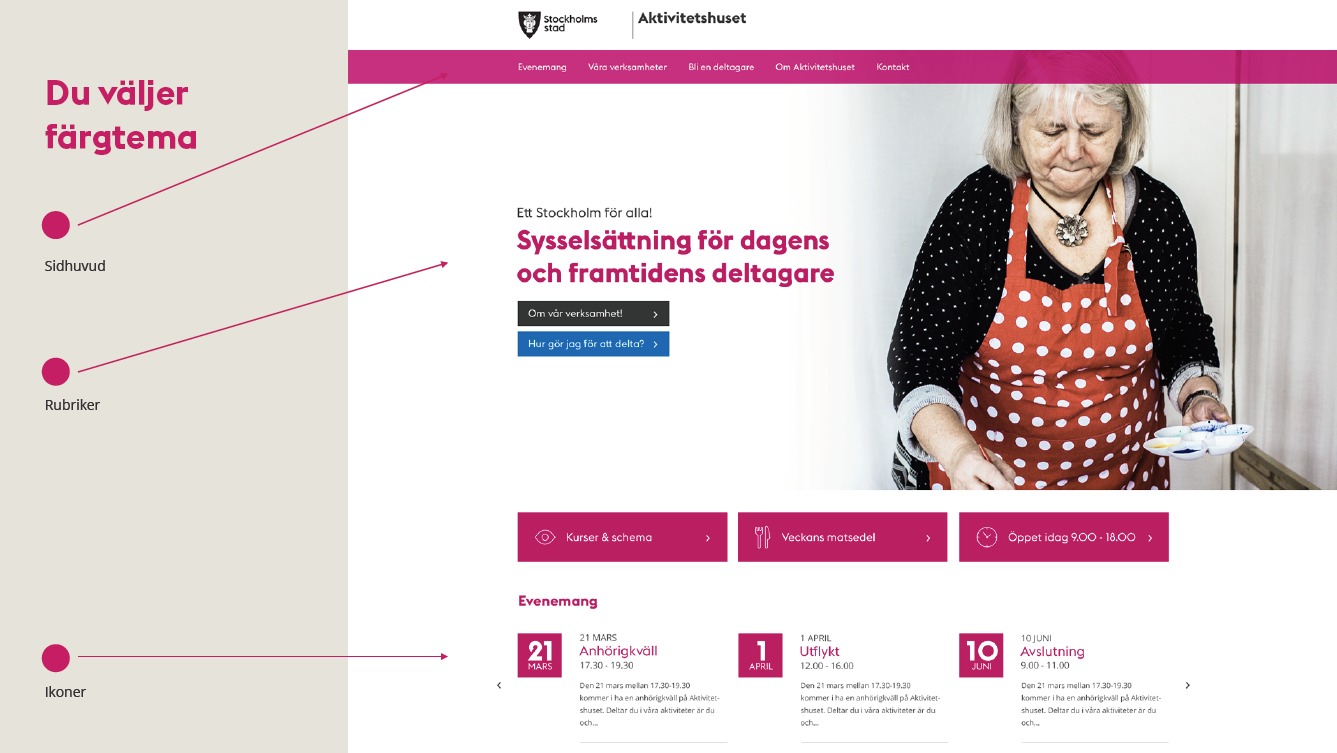 Du väljer
färgtema
Sidhuvud
Rubriker
Ikoner
Stockholms
stad
Aktivitetshuset
Evenemang
Våra verksamheter
Bli en deltagare
Om Aktivitetshuset
Kontakt
Ett Stockholm för alla!
Sysselsättning för dagens
och framtidens deltagare
Om vår verksamhet!
Hur gör jag för att delta?
Kurser & schema
Veckans matsedel
Öppet idag 9.00 - 18.00
Evenemang
21
MARS
21 MARS
Anhörigkväll
17.30 - 19.30
Den 21 mars mellan 17.30-19.30
kommer i ha en anhörigkväll på Aktivitet-
shuset. Deltar du i våra aktiviteter är du
och...
1
APRIL
1 APRIL
Utflykt
12.00 - 16.00
Den 21 mars mellan 17.30-19.30
kommer i ha en anhörigkväll på Aktivitet-
shuset. Deltar du i våra aktiviteter är du
och...
10
JUNI
10 JUNI
Avslutning
9.00 - 11.00
Den 21 mars mellan 17.30-19.30
kommer i ha en anhörigkväll på Aktivitet-
shuset. Deltar du i våra aktiviteter är du
och...